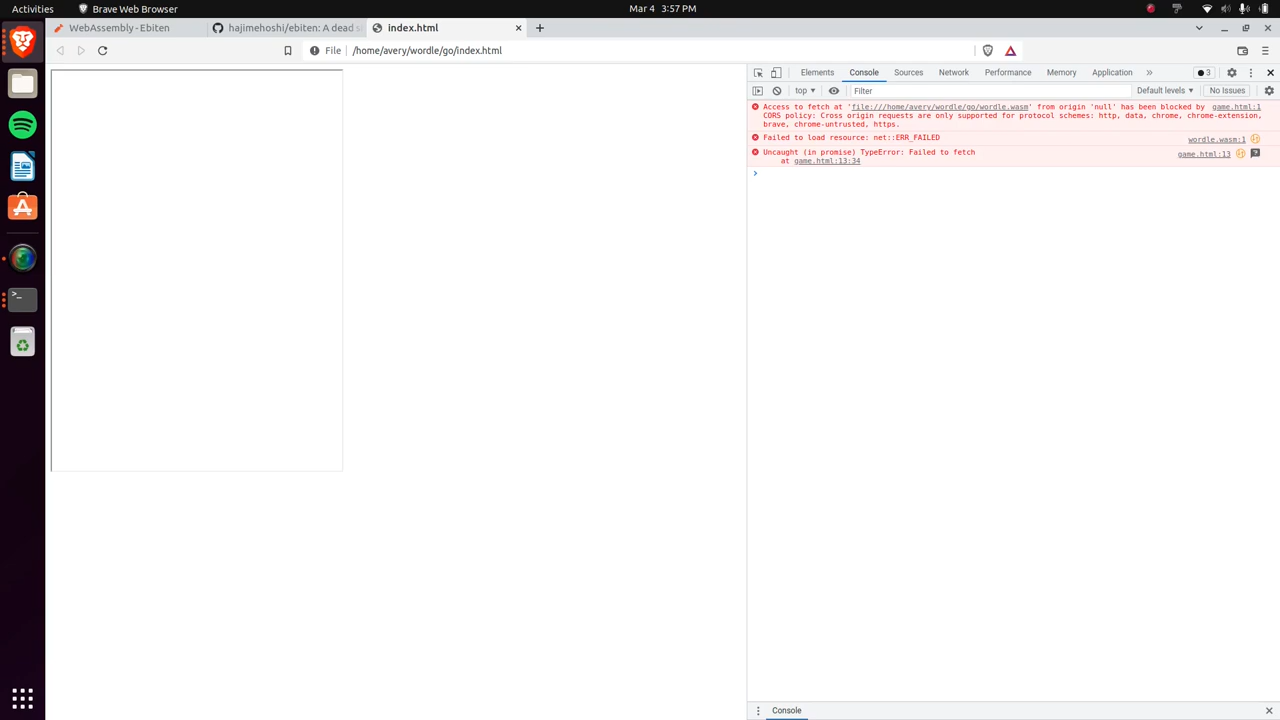 Activities
Brave Web Browser
Mar 4 3:57 PM
WebAssembly - Ebiten
hajimehoshi/ebiten: A dead s
index.html
File
/home/avery/wordle/go/index.html
Elements
Console
Sources
Network
Performance
Memory
Application
»
3
top
Filter
Default levels
No Issues
Access to fetch at 'file:///home/avery/wordle/go/wordle.wasm' from origin 'null' has been blocked by
game.html:1
CORS policy: Cross origin requests are only supported for protocol schemes: http, data, chrome, chrome-extension,
brave, chrome-untrusted, https.
Failed to load resource: net::ERR_FAILED
wordle.wasm:1
Uncaught (in promise) TypeError: Failed to fetch
game.html:13
at game.html:13:34
Console